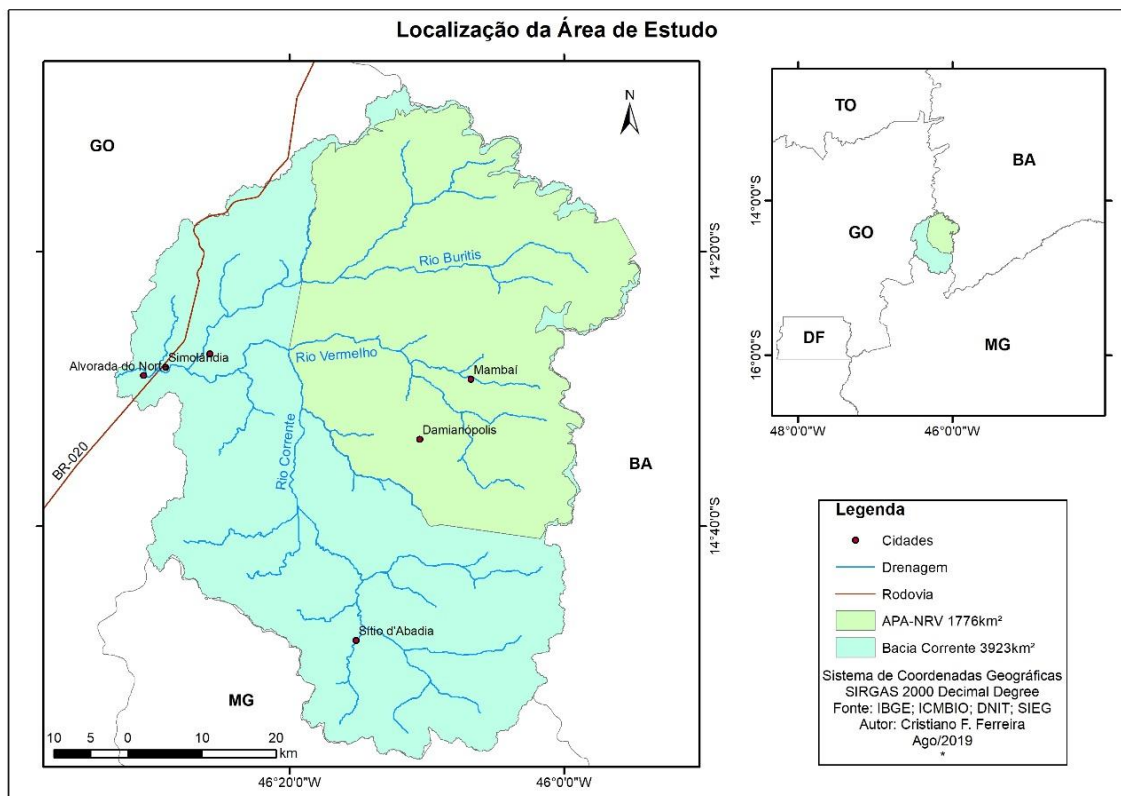 Localização da Área de Estudo
N
GO
Rio Buritis
14°20'0"S
Rio Vermelho
Simolândia
Alvorada do Norte
Mambaí
Damianópolis
Rio Corrente
BR-020
BA
14°40'0"S
Sítio d'Abadia
MG
10 5 0 10 20
km
46°20'0"W
46°0'0"W
TO
BA
14°0'0"S
GO
DF
MG
16°0'0"S
48°0'0"W
46°0'0"W
Legenda
Cidades
Drenagem
Rodovia
APA-NRV 1776km²
Bacia Corrente 3923km²
Sistema de Coordenadas Geográficas
SIRGAS 2000 Decimal Degree
Fonte: IBGE; ICMBIO; DNIT; SIEG
Autor: Cristiano F. Ferreira
Ago/2019
*